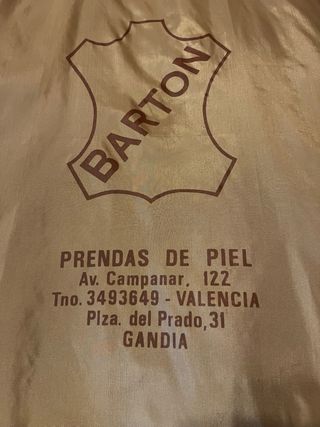 BARTON
PRENDAS DE PIEL
Av. Campanar, 122
Tno. 3493649 - VALENCIA
Plza. del Prado, 31
GANDIA